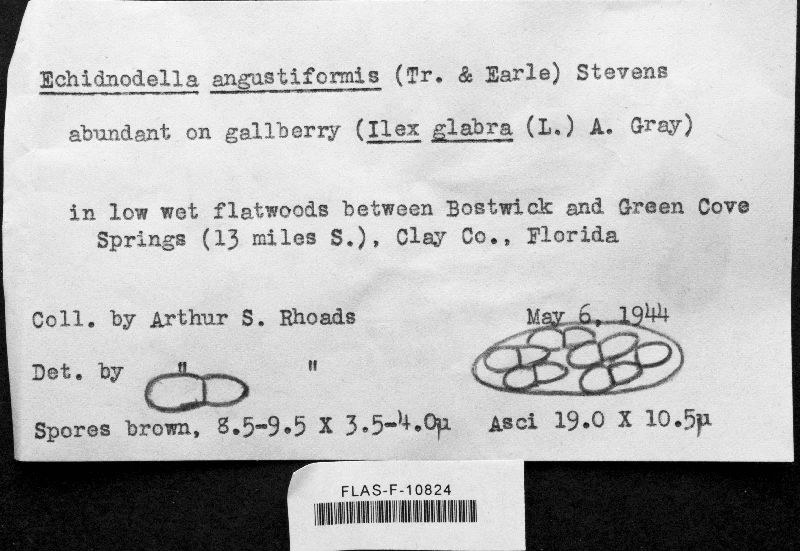 Echidnodella angustiformis (Tr. & Earle) Stevens
abundant on gallberry (Ilex glabra (L.) A. Gray)
in low wet flatwoods between Bostwick and Green Cove
Springs (13 miles S.), Clay Co., Florida
Coll. by Arthur S. Rhoads May 6, 1944
Det. by " "
Spores brown, 8.5-9.5 X 3.5-4.0µ Asci 19.0 X 10.5µ
FLAS-F-10824